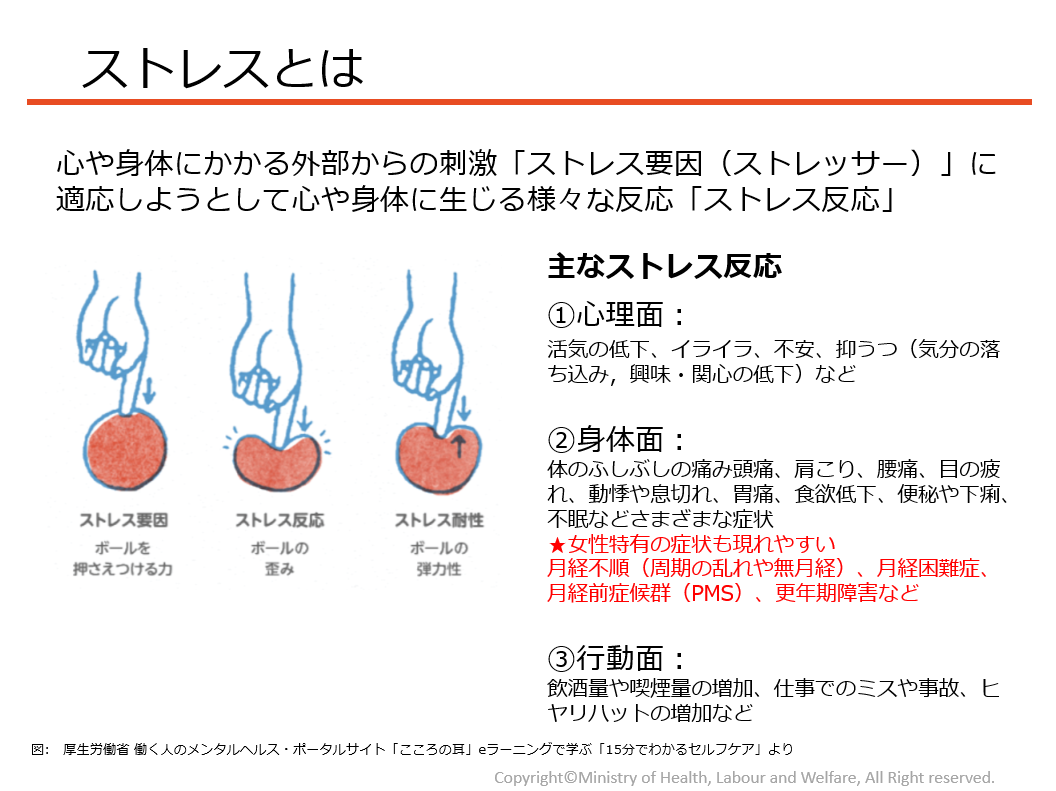 ストレスとは
心や身体にかかる外部からの刺激「ストレス要因（ストレッサー）」に
適応しようとして心や身体に生じる様々な反応「ストレス反応」
ストレス要因
ボールを
押さえつける力
ストレス反応
ボールの
歪み
ストレス耐性
ボールの
弾力性
主なストレス反応
①心理面：
活気の低下、イライラ、不安、抑うつ（気分の落
ち込み，興味・関心の低下）など
②身体面：
体のふしぶしの痛み頭痛、肩こり、腰痛、目の疲
れ、動悸や息切れ、胃痛、食欲低下、便秘や下痢、
不眠などさまざまな症状
★女性特有の症状も現れやすい
月経不順（周期の乱れや無月経）、月経困難症、
月経前症候群（PMS）、更年期障害など
③行動面：
飲酒量や喫煙量の増加、仕事でのミスや事故、ヒ
ヤリハットの増加など
図:　厚生労働省 働く人のメンタルヘルス・ポータルサイト「こころの耳」eラーニングで学ぶ「15分でわかるセルフケア」より
Copyright©Ministry of Health, Labour and Welfare, All Right reserved.